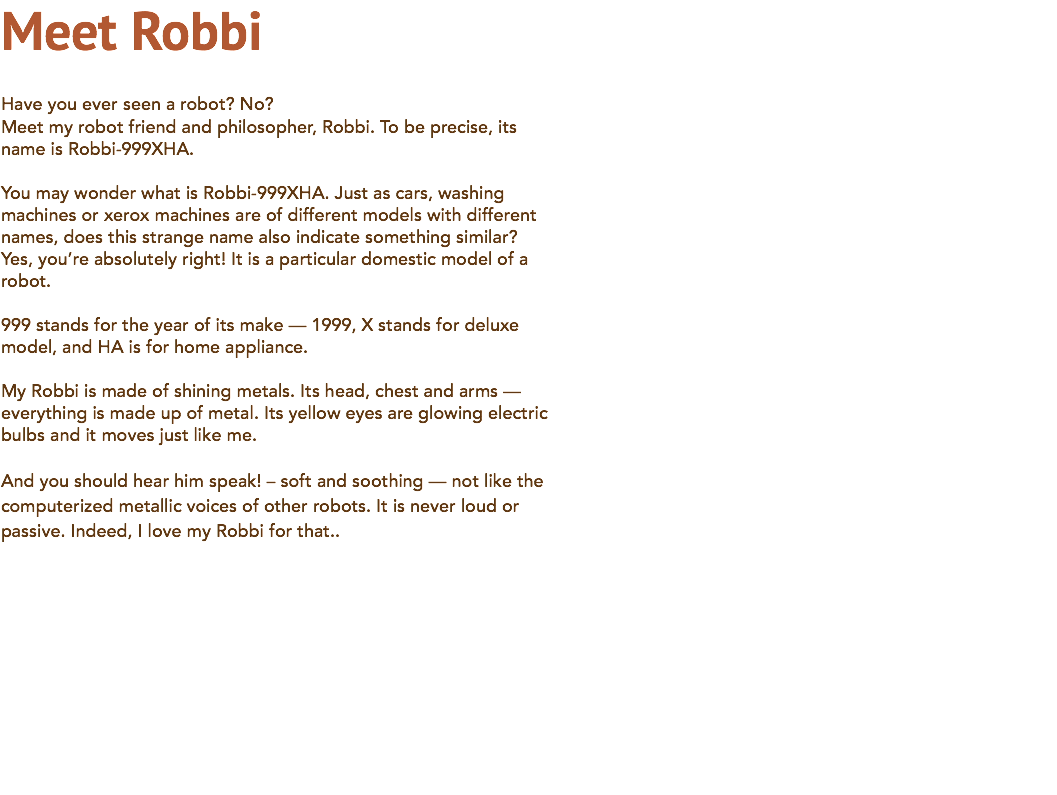 Meet Robbi
Have you ever seen a robot? No?
Meet my robot friend and philosopher, Robbi. To be precise, its
name is Robbi-999XHA.
You may wonder what is Robbi-999XHA. Just as cars, washing
machines or xerox machines are of different models with different
names, does this strange name also indicate something similar?
Yes, you’re absolutely right! It is a particular domestic model of a
robot.
999 stands for the year of its make — 1999, X stands for deluxe
model, and HA is for home appliance.
My Robbi is made of shining metals. Its head, chest and arms —
everything is made up of metal. Its yellow eyes are glowing electric
bulbs and it moves just like me.
And you should hear him speak! – soft and soothing — not like the
computerized metallic voices of other robots. It is never loud or
passive. Indeed, I love my Robbi for that..